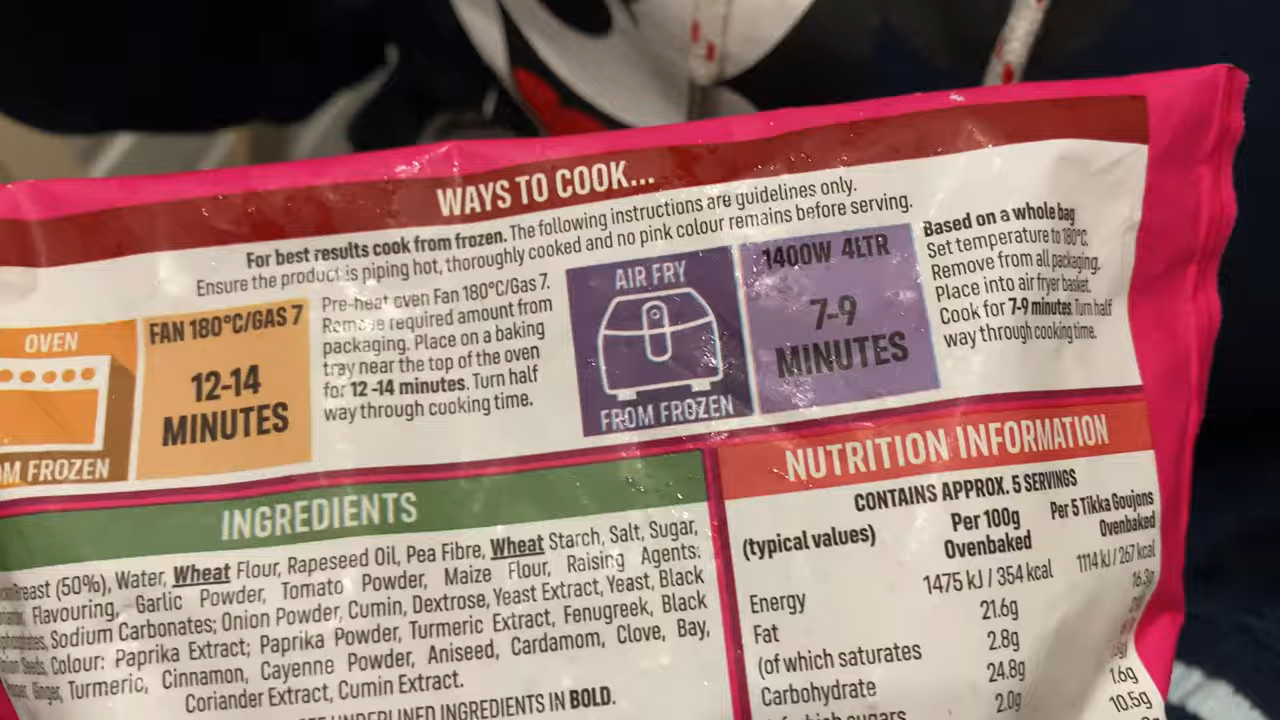 WAYS TO COOK...
For best results cook from frozen. The following instructions are guidelines only.
Ensure the product is piping hot, thoroughly cooked and no pink colour remains before serving.
OVEN
OM FROZEN
FAN 180°C/GAS 7
12-14
MINUTES
Pre-heat oven Fan 180°C/Gas 7.
Remove required amount from
packaging. Place on a baking
tray near the top of the oven
for 12 -14 minutes. Turn half
way through cooking time.
AIR FRY
FROM FROZEN
1400W 4LTR
7-9
MINUTES
Based on a whole bag
Set temperature to 180°C.
Remove from all packaging.
Place into air fryer basket.
Cook for 7-9 minutes. Turn half
way through cooking time.
INGREDIENTS
Breast (50%), Water, Wheat Flour, Rapeseed Oil, Pea Fibre, Wheat Starch, Salt, Sugar,
Flavouring, Garlic Powder, Tomato Powder, Maize Flour, Raising Agents:
Sodium Carbonates; Onion Powder, Cumin, Dextrose, Yeast Extract, Yeast, Black
Seeds, Colour: Paprika Extract; Paprika Powder, Turmeric Extract, Fenugreek, Black
Ginger, Turmeric, Cinnamon, Cayenne Powder, Aniseed, Cardamom, Clove, Bay,
Coriander Extract, Cumin Extract.
UNDERLINED INGREDIENTS IN BOLD.
NUTRITION INFORMATION
CONTAINS APPROX. 5 SERVINGS
(typical values)
Per 100g
Ovenbaked
Per 5 Tikka Goujons
Ovenbaked
Energy 1475 kJ / 354 kcal 1114 kJ / 267 kcal
Fat 21.6g 16.3g
(of which saturates 2.8g
Carbohydrate 24.8g
sugars 2.0g 1.6g
10.5g